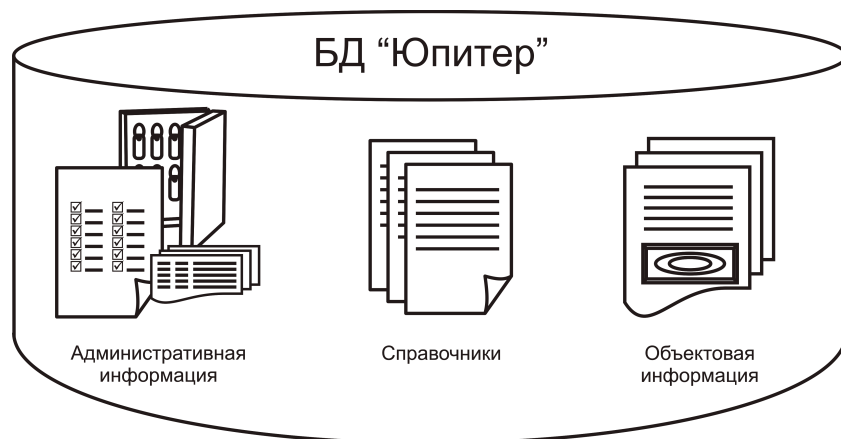 БД “Юпитер”
Административная
информация
Справочники
Объектовая
информация